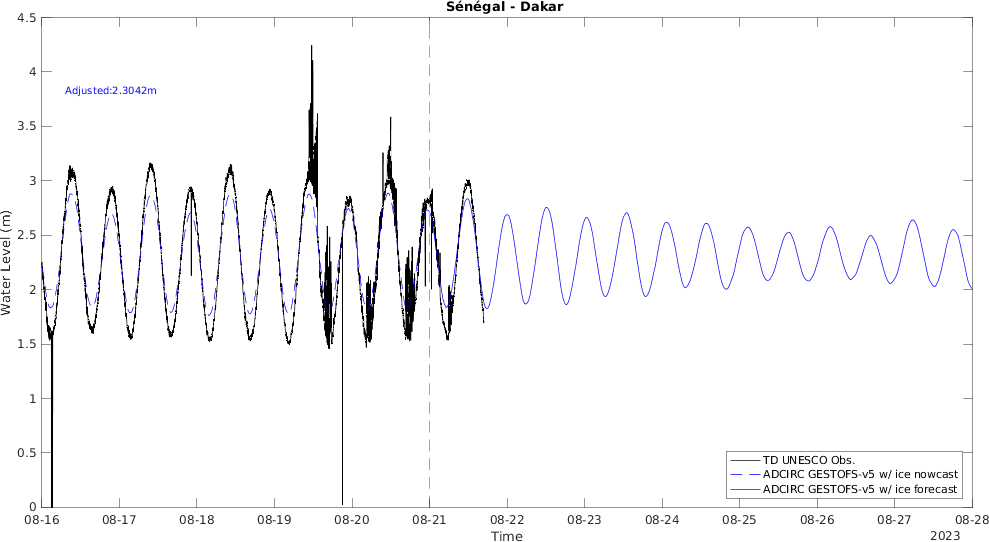 Sénégal - Dakar
4.5
4
3.5
3
2.5
2
1.5
1
0.5
0
Water Level (m)
Adjusted:2.3042m
TD UNESCO Obs.
ADCIRC GESTOFS-v5 w/ ice nowcast
ADCIRC GESTOFS-v5 w/ ice forecast
08-16 08-17 08-18 08-19 08-20 08-21 08-22 08-23 08-24 08-25 08-26 08-27 08-28
Time
2023